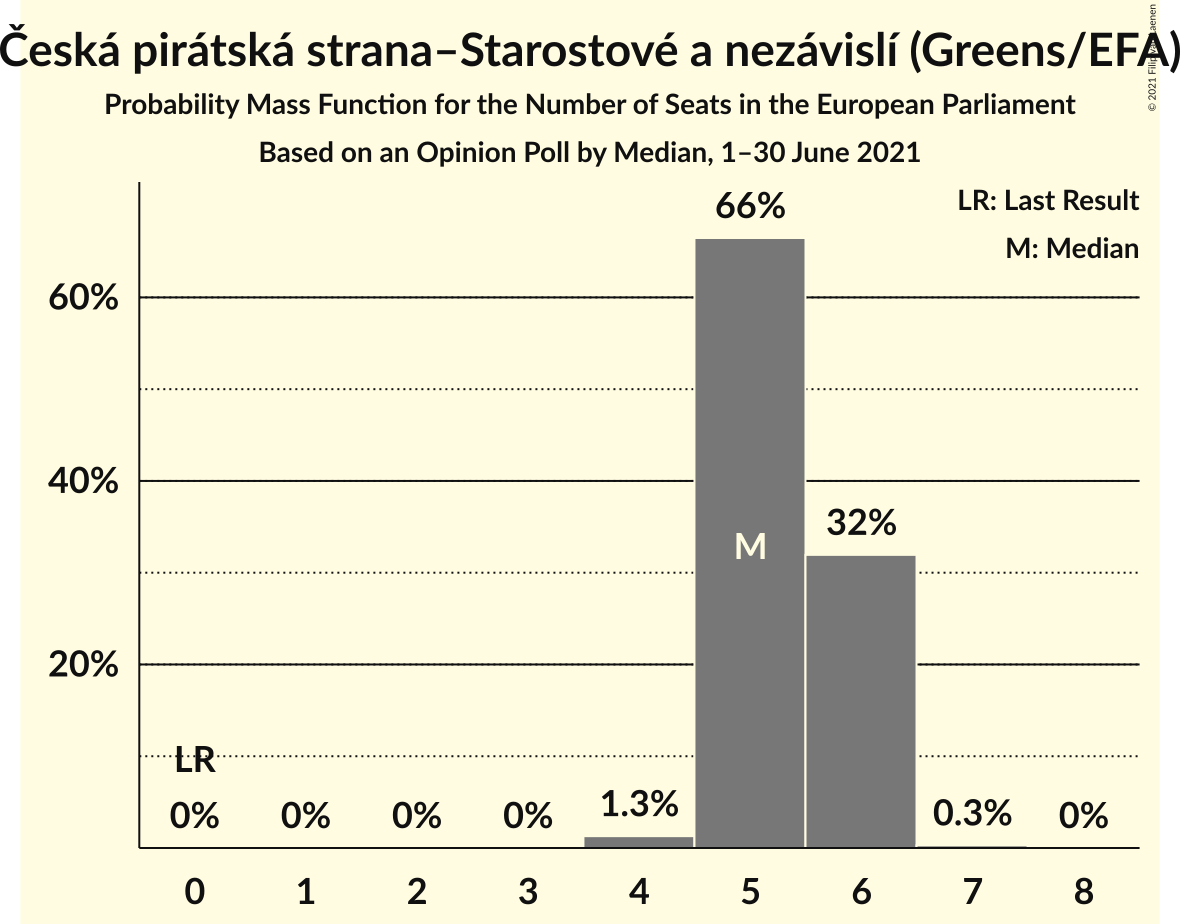 Česká pirátská strana–Starostové a nezávislí (Greens/EFA)
Probability Mass Function for the Number of Seats in the European Parliament
Based on an Opinion Poll by Median, 1–30 June 2021
© 2021 Filip
LR: Last Result
M: Median
66%
60%
40%
32%
M
20%
LR
0% 0% 0% 0% 1.3% 0.3% 0%
0 1 2 3 4 5 6 7 8